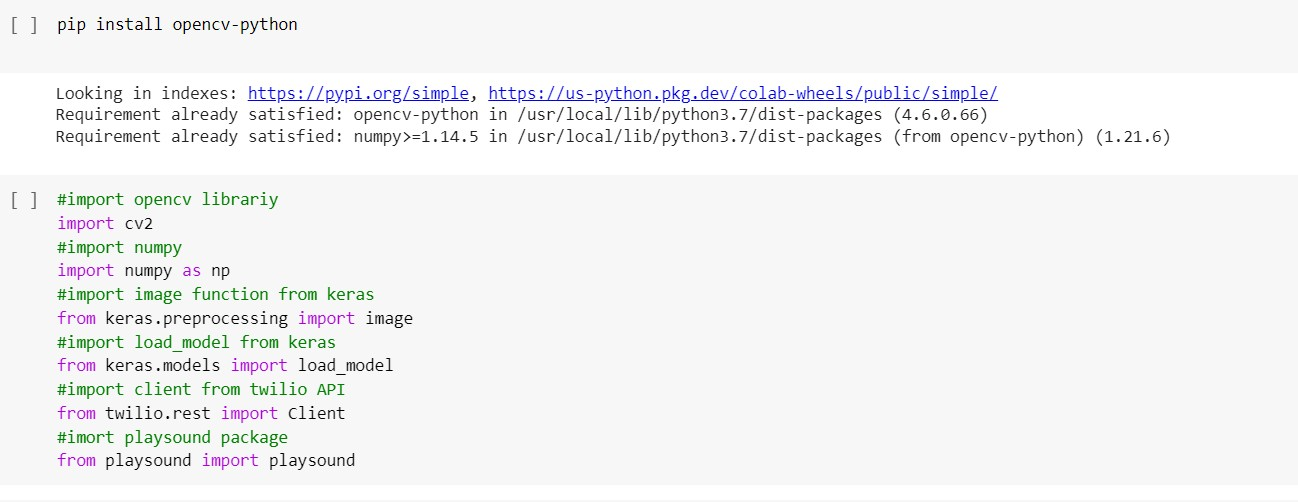 [ ] pip install opencv-python
Looking in indexes: https://pypi.org/simple, https://us-python.pkg.dev/colab-wheels/public/simple/
Requirement already satisfied: opencv-python in /usr/local/lib/python3.7/dist-packages (4.6.0.66)
Requirement already satisfied: numpy>=1.14.5 in /usr/local/lib/python3.7/dist-packages (from opencv-python) (1.21.6)
[ ] #import opencv librariy
import cv2
#import numpy
import numpy as np
#import image function from keras
from keras.preprocessing import image
#import load_model from keras
from keras.models import load_model
#import client from twilio API
from twilio.rest import Client
#imort playsound package
from playsound import playsound